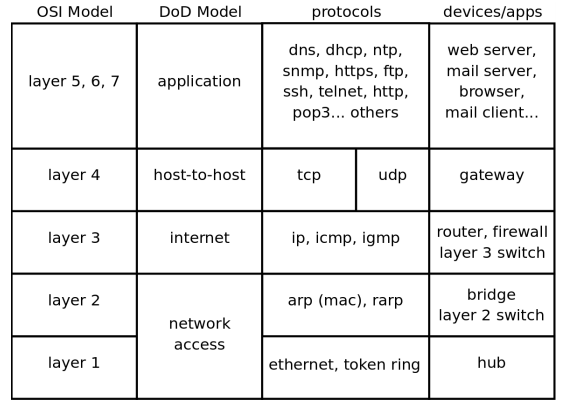 OSI Model DoD Model protocols devices/apps
layer 5, 6, 7
application
dns, dhcp, ntp,
snmp, https, ftp,
ssh, telnet, http,
pop3... others
web server,
mail server,
browser,
mail client...
layer 4
host-to-host
tcp
udp
gateway
layer 3
internet
ip, icmp, igmp
router, firewall
layer 3 switch
layer 2
network
access
arp (mac), rarp
bridge
layer 2 switch
layer 1
ethernet, token ring
hub